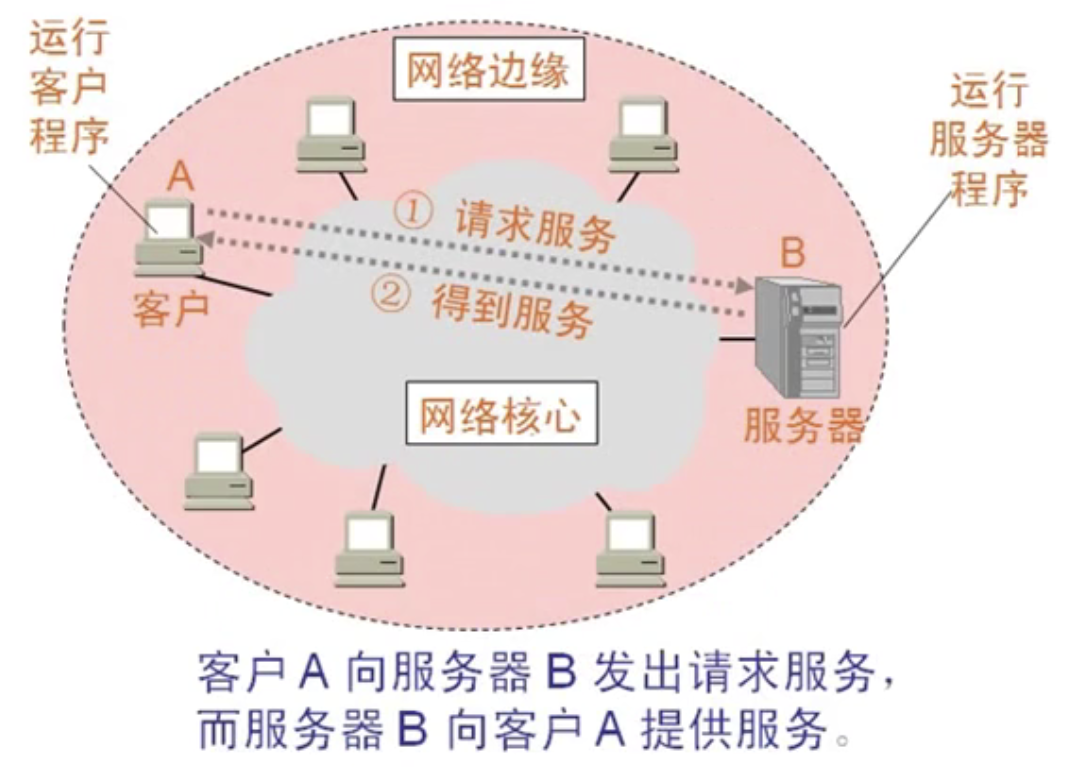 运行
客户
程序
网络边缘
运行
服务器
程序
A
① 请求服务
B
② 得到服务
客户
网络核心
服务器
客户 A 向服务器 B 发出请求服务，
而服务器 B 向客户 A 提供服务。